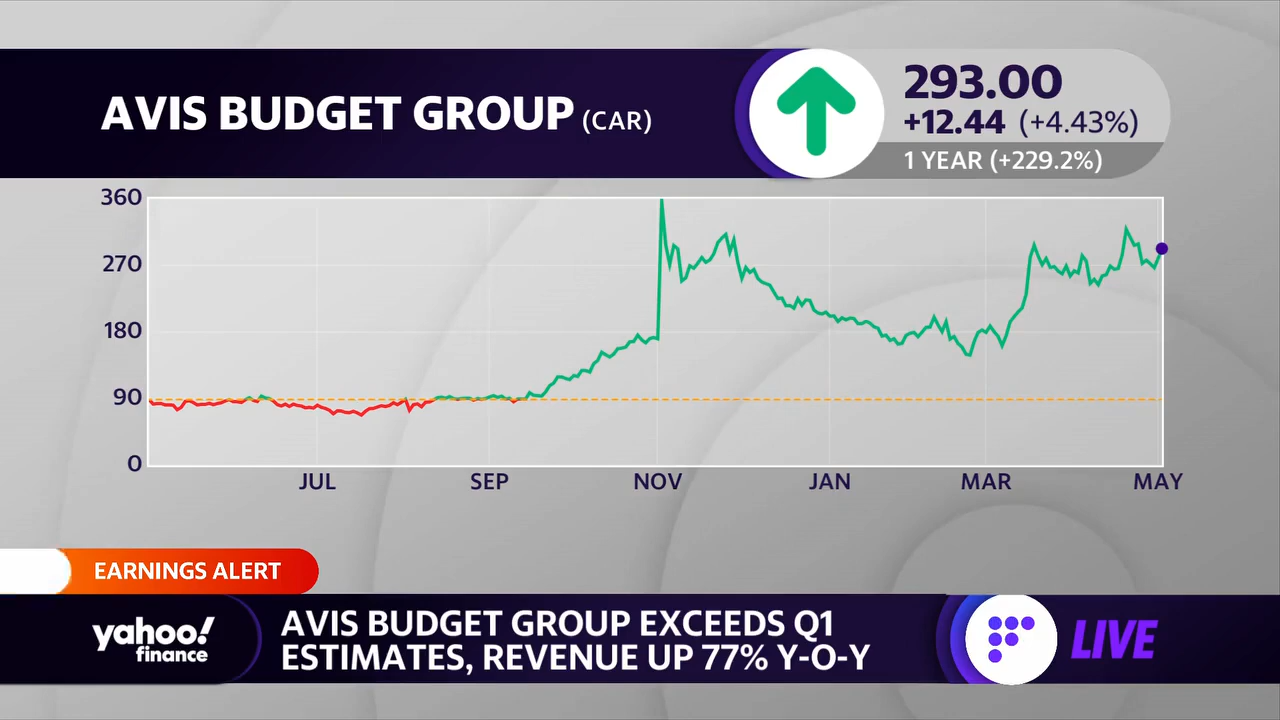 AVIS BUDGET GROUP (CAR)
293.00
+12.44 (+4.43%)
1 YEAR (+229.2%)
360
270
180
90
0
JUL SEP NOV JAN MAR MAY
EARNINGS ALERT
yahoo!
finance
AVIS BUDGET GROUP EXCEEDS Q1
ESTIMATES, REVENUE UP 77% Y-O-Y
LIVE